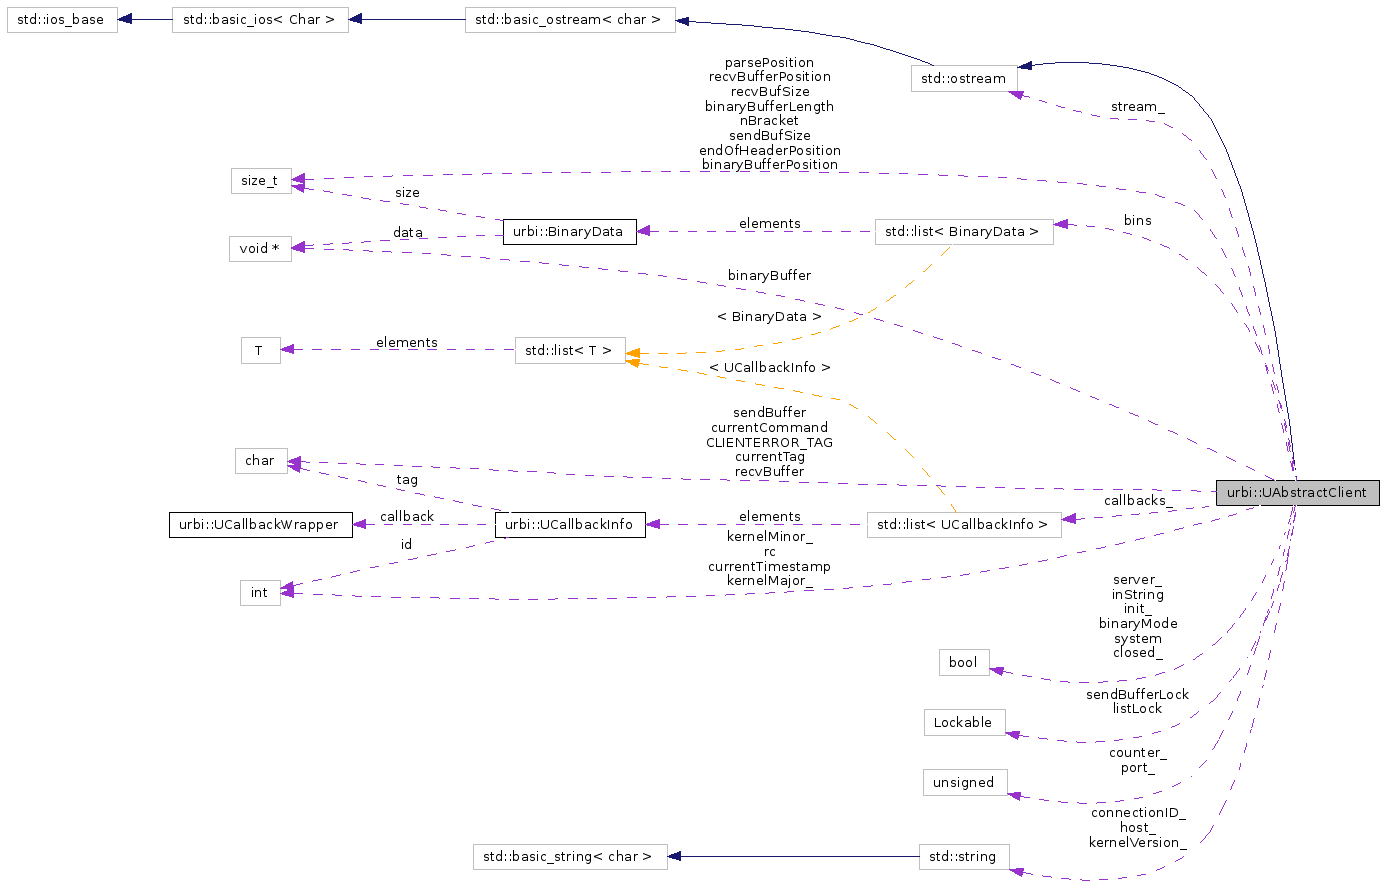 std::ios_base
std::basic_ios< Char >
std::basic_ostream< char >
std::ostream
stream_
parsePosition
recvBufferPosition
recvBufSize
binaryBufferLength
nBracket
sendBufSize
endOfHeaderPosition
binaryBufferPosition
size_t
size
urbi::BinaryData
elements
std::list< BinaryData >
bins
void *
data
binaryBuffer
< BinaryData >
T
elements
std::list< T >
< UCallbackInfo >
sendBuffer
currentCommand
CLIENTERROR_TAG
currentTag
recvBuffer
char
tag
urbi::UAbstractClient
callbacks_
urbi::UCallbackWrapper
callback
urbi::UCallbackInfo
elements
std::list< UCallbackInfo >
id
kernelMinor_
rc
currentTimestamp
kernelMajor_
int
server_
inString
init_
binaryMode
system
closed_
bool
sendBufferLock
listLock
Lockable
counter_
port_
unsigned
connectionID_
host_
kernelVersion_
std::basic_string< char >
std::string